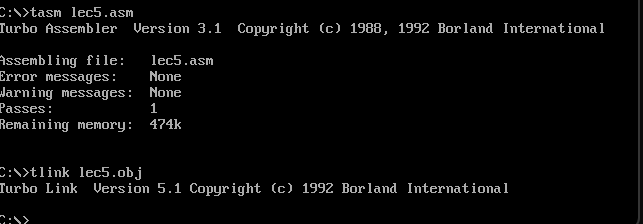 C:\>tasm lec5.asm
Turbo Assembler  Version 3.1  Copyright (c) 1988, 1992 Borland International
Assembling file:   lec5.asm
Error messages:    None
Warning messages:  None
Passes:            1
Remaining memory:  474k
C:\>tlink lec5.obj
Turbo Link  Version 5.1 Copyright (c) 1992 Borland International
C:\>